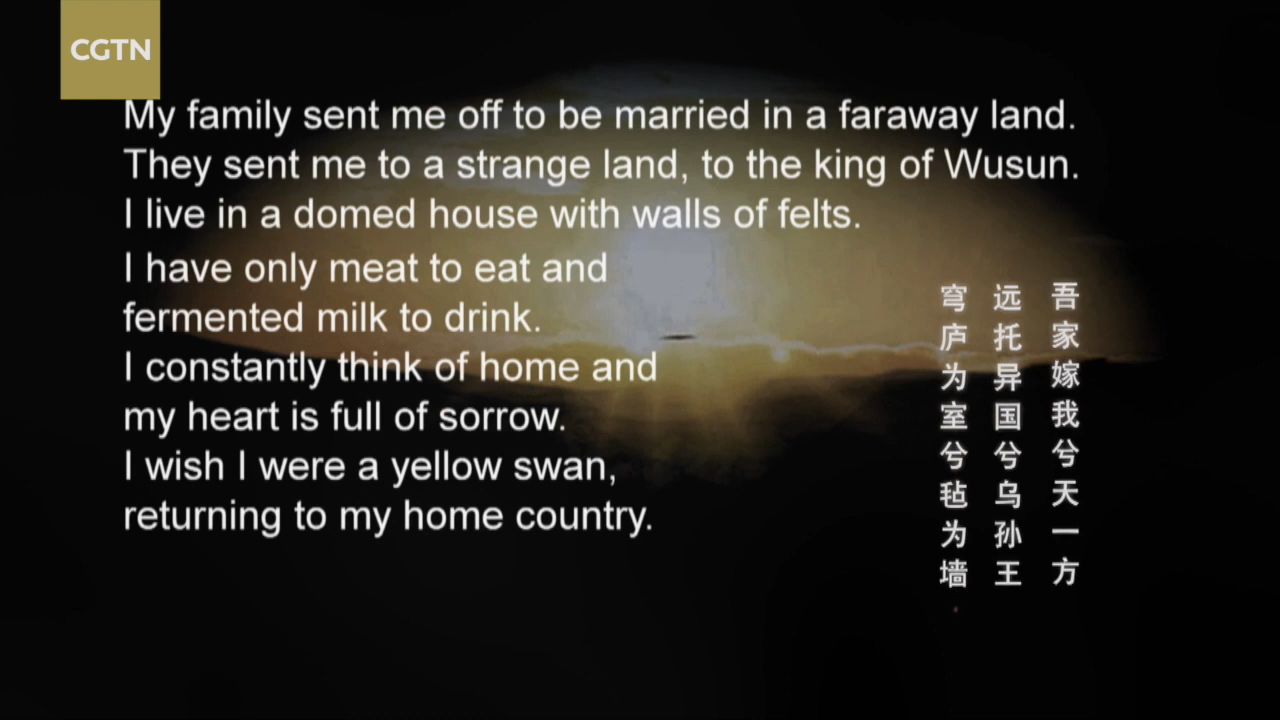 CGTN
My family sent me off to be married in a faraway land.
They sent me to a strange land, to the king of Wusun.
I live in a domed house with walls of felts.
I have only meat to eat and
fermented milk to drink.
I constantly think of home and
my heart is full of sorrow.
I wish I were a yellow swan,
returning to my home country.
吾家嫁我兮天一方
远托异国兮乌孙王
穹庐为室兮毡为墙